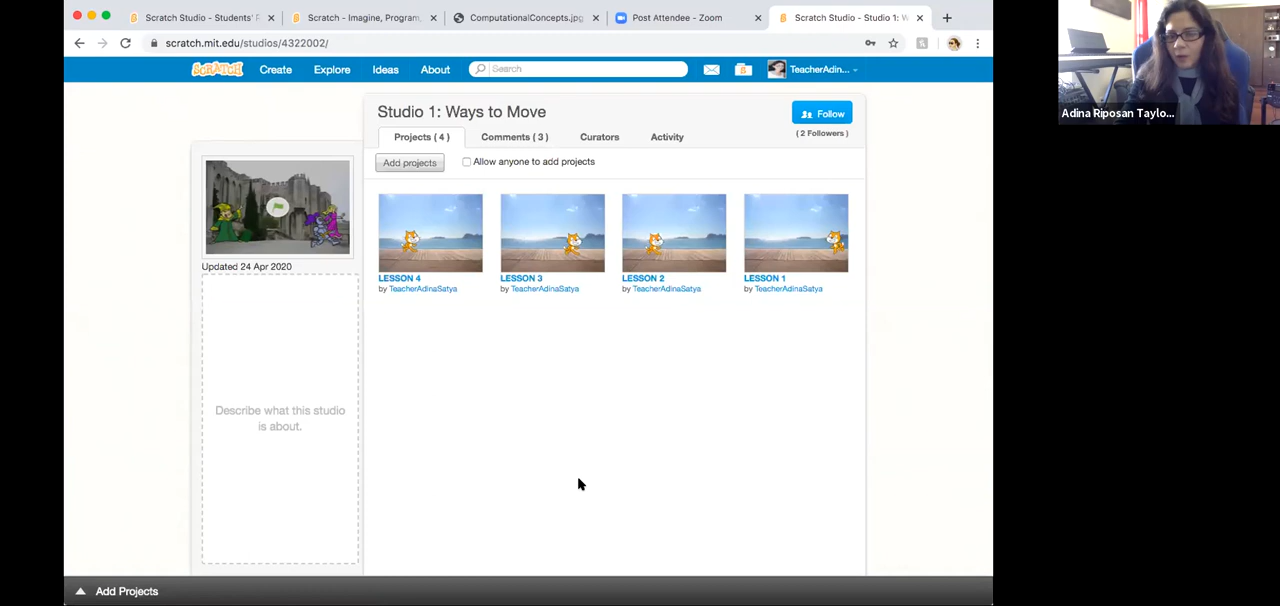 Scratch Studio - Students' F
Scratch - Imagine, Program,
ComputationalConcepts.jpg
Post Attendee - Zoom
Scratch Studio - Studio 1: W
scratch.mit.edu/studios/4322002/
SCRATCH
Create
Explore
Ideas
About
Search
TeacherAdin...
Adina Riposan Taylo...
Studio 1: Ways to Move
Follow
Projects ( 4 )
Comments ( 3 )
Curators
Activity
( 2 Followers )
Add projects
Allow anyone to add projects
Updated 24 Apr 2020
LESSON 4
by TeacherAdinaSatya
LESSON 3
by TeacherAdinaSatya
LESSON 2
by TeacherAdinaSatya
LESSON 1
by TeacherAdinaSatya
Describe what this studio
is about.
Add Projects